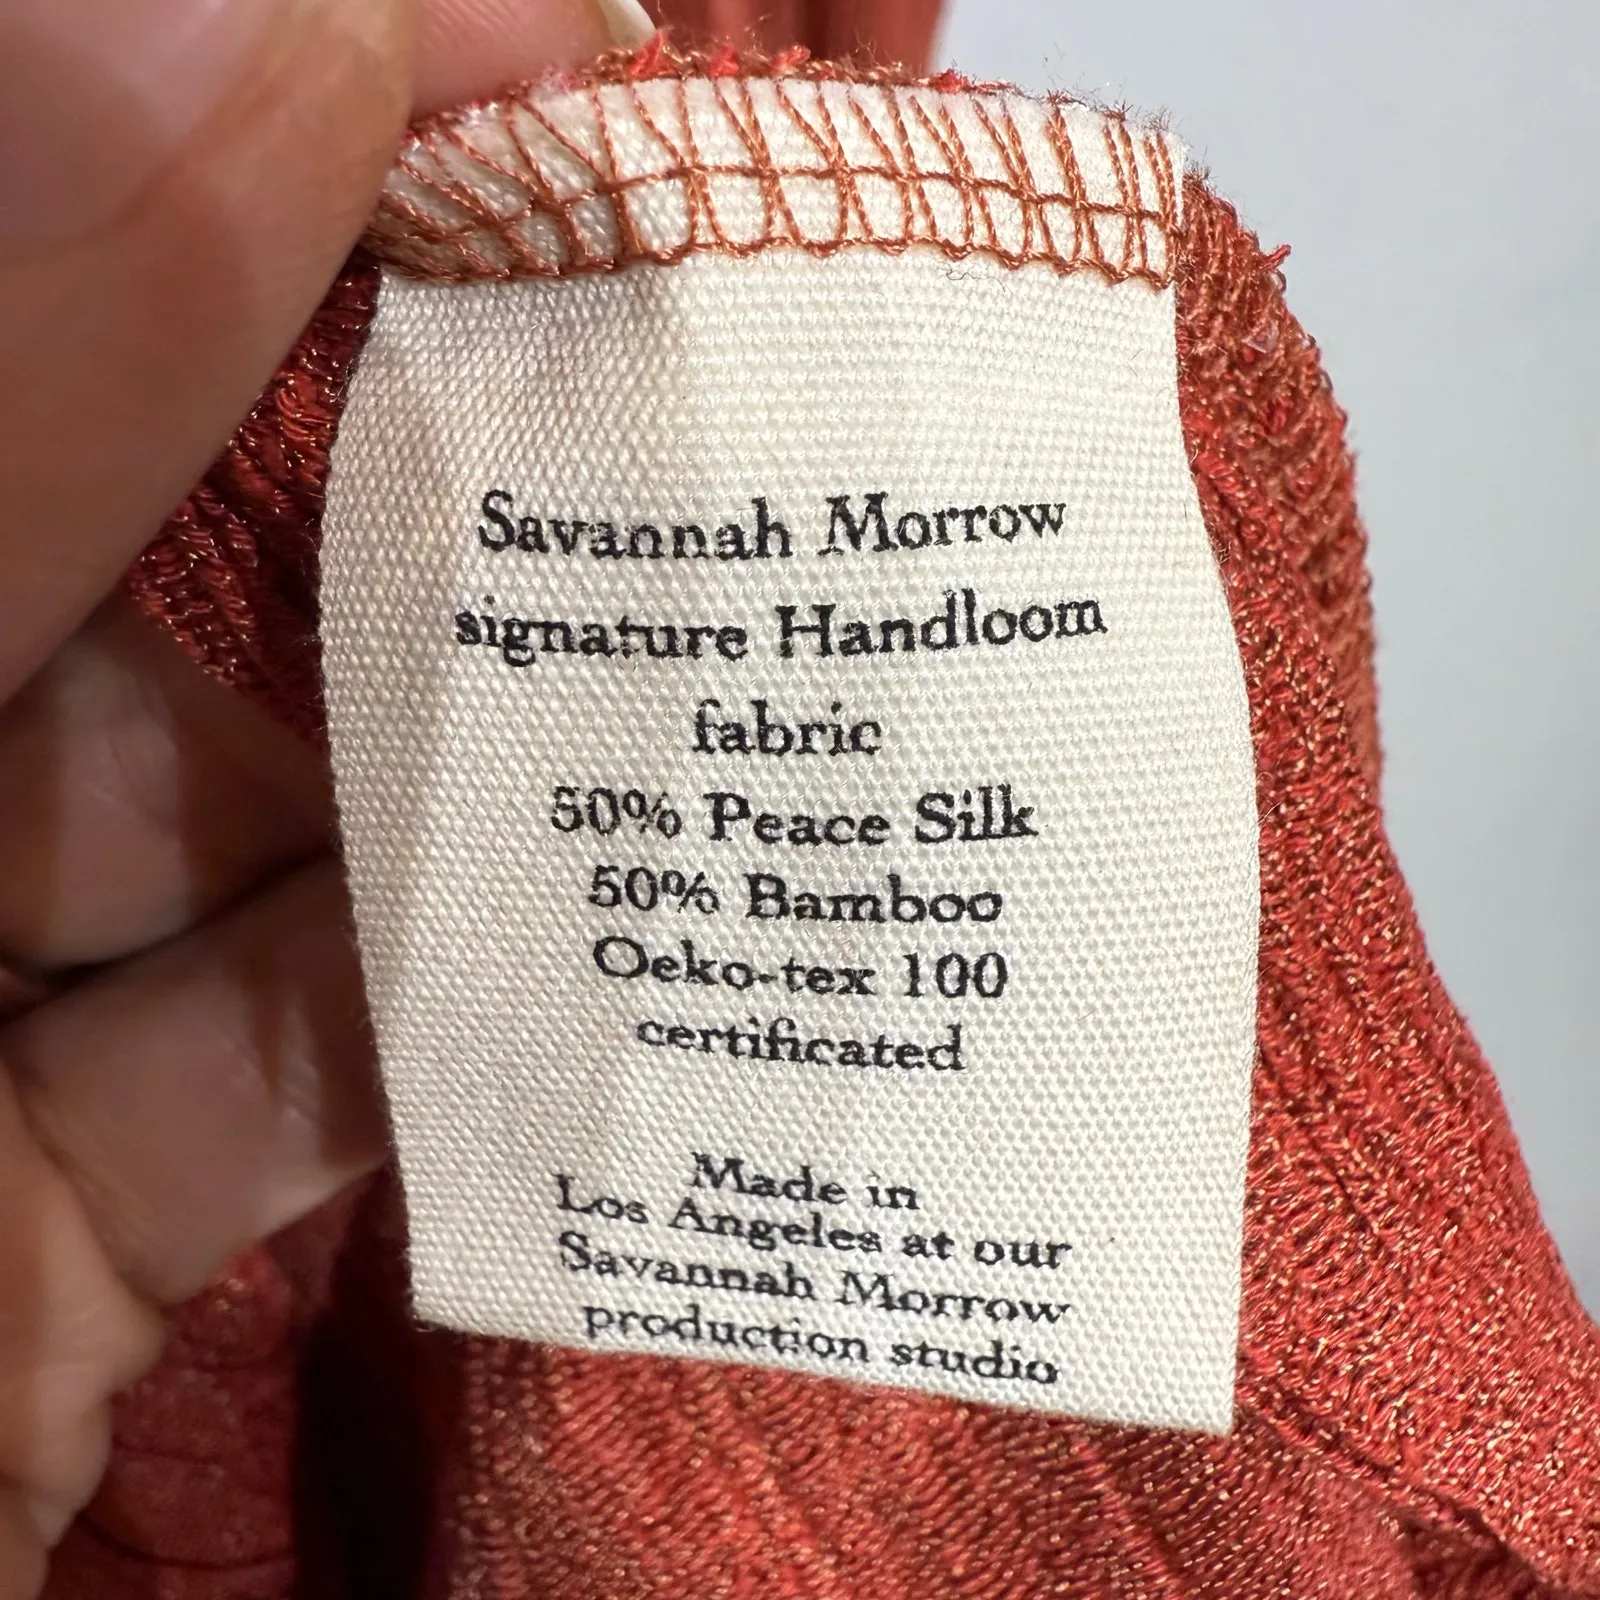 Savannah Morrow
signature Handloom
fabric
50% Peace Silk
50% Bamboo
Oeko-tex 100
certificated
Made in
Los Angeles at our
Savannah Morrow
production studio